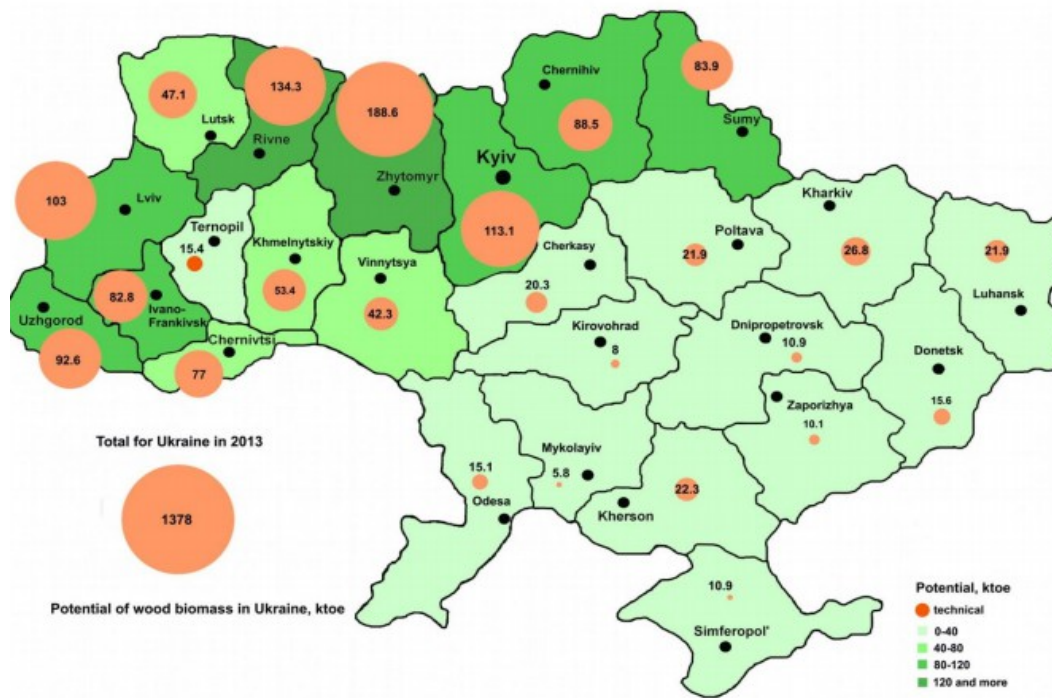 47.1
Lutsk
134.3
Rivne
188.6
Zhytomyr
Kyiv
113.1
Chernihiv
88.5
83.9
Sumy
103
Lviv
Ternopil
15.4
Khmelnytskiy
53.4
Vinnytsya
42.3
Cherkasy
20.3
Poltava
21.9
Kharkiv
26.8
21.9
Luhansk
Uzhgorod
92.6
82.8
Ivano-
Frankivsk
Chernivtsi
77
Kirovohrad
8
Dnipropetrovsk
10.9
Donetsk
15.6
Zaporizhya
10.1
Mykolayiv
5.8
15.1
Odesa
22.3
Kherson
10.9
Simferopol'
Total for Ukraine in 2013
1378
Potential of wood biomass in Ukraine, ktoe
Potential, ktoe
technical
0-40
40-80
80-120
120 and more